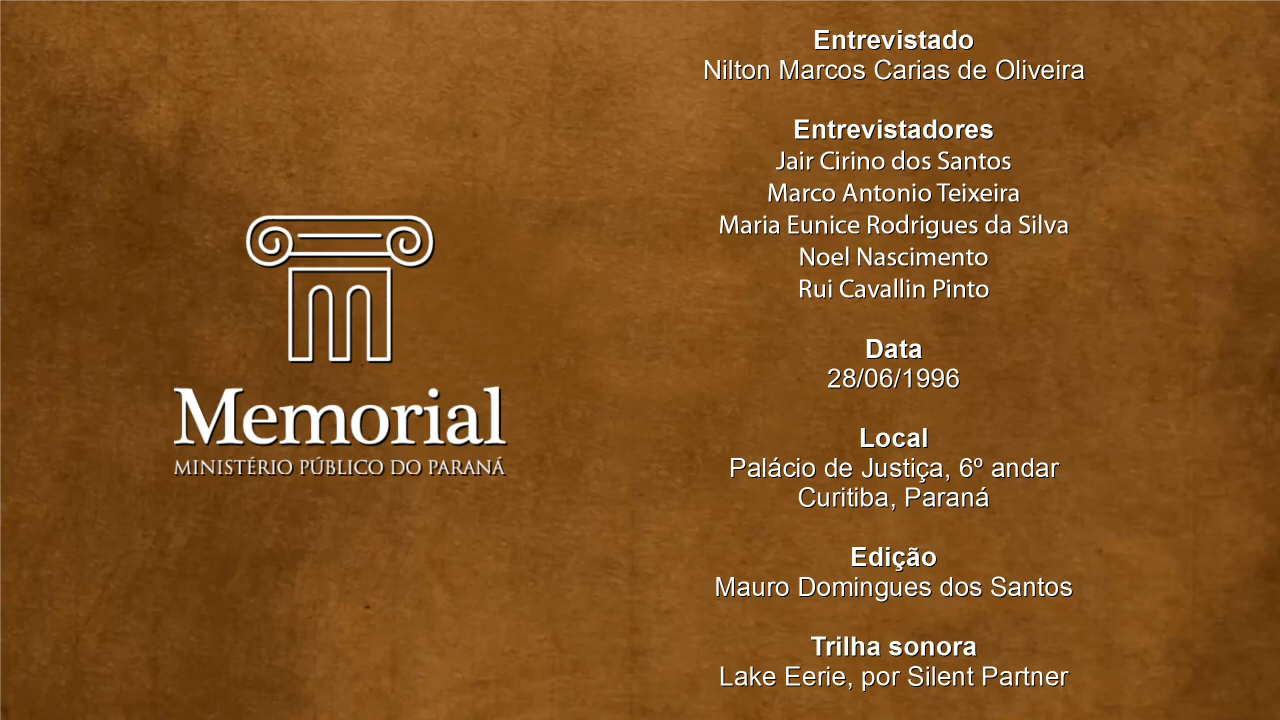 Memorial
MINISTÉRIO PÚBLICO DO PARANÁ
Entrevistado
Nilton Marcos Carias de Oliveira
Entrevistadores
Jair Cirino dos Santos
Marco Antonio Teixeira
Maria Eunice Rodrigues da Silva
Noel Nascimento
Rui Cavallin Pinto
Data
28/06/1996
Local
Palácio de Justiça, 6º andar
Curitiba, Paraná
Edição
Mauro Domingues dos Santos
Trilha sonora
Lake Eerie, por Silent Partner